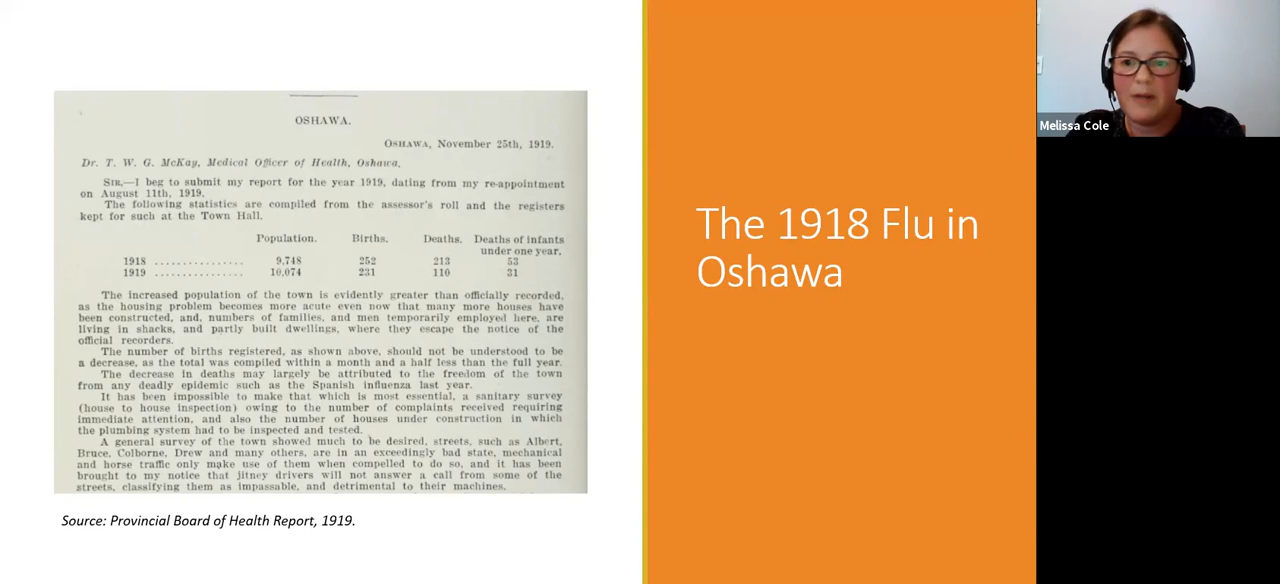 OSHAWA.
OSHAWA, November 25th, 1919.
Dr. T. W. G. McKay, Medical Officer of Health, Oshawa.
SIR,—I beg to submit my report for the year 1919, dating from my re-appointment
on August 11th, 1919.
The following statistics are compiled from the assessor's roll and the registers
kept for such at the Town Hall.
Population. Births. Deaths. Deaths of infants
under one year.
1918 ............... 9,748 252 213 53
1919 ............... 10,074 231 110 31
The increased population of the town is evidently greater than officially recorded,
as the housing problem becomes more acute even now that many more houses have
been constructed, and, numbers of families, and men temporarily employed here, are
living in shacks, and partly built dwellings, where they escape the notice of the
official recorders.
The number of births registered, as shown above, should not be understood to be
a decrease, as the total was compiled within a month and a half less than the full year.
The decrease in deaths may largely be attributed to the freedom of the town
from any deadly epidemic such as the Spanish influenza last year.
It has been impossible to make that which is most essential, a sanitary survey
(house to house inspection) owing to the number of complaints received requiring
immediate attention, and also the number of houses under construction in which
the plumbing system had to be inspected and tested.
A general survey of the town showed much to be desired, streets, such as Albert,
Bruce, Colborne, Drew and many others, are in an exceedingly bad state, mechanical
and horse traffic only make use of them when compelled to do so, and it has been
brought to my notice that jitney drivers will not answer a call from some of the
streets, classifying them as impassable, and detrimental to their machines.
Source: Provincial Board of Health Report, 1919.
The 1918 Flu in
Oshawa
Melissa Cole